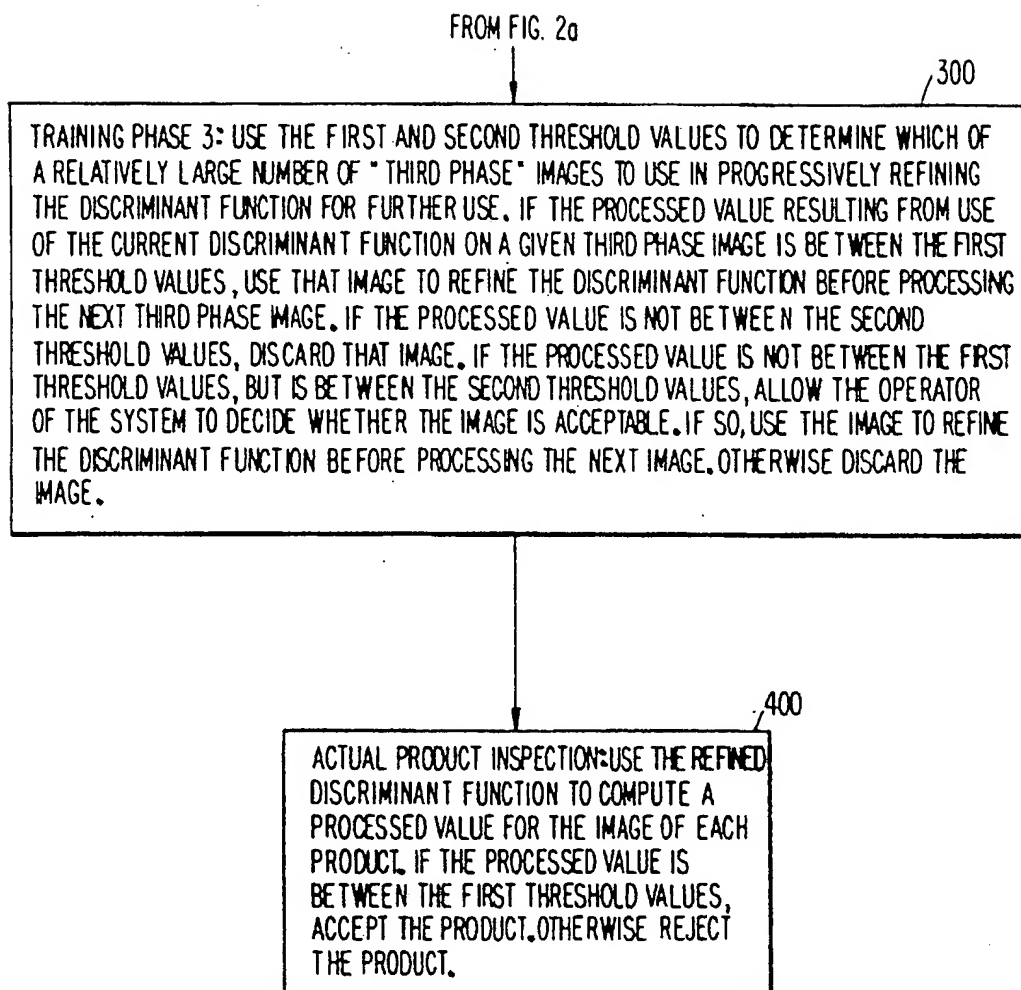 FROM FIG. 2a
300
TRAINING PHASE 3: USE THE FIRST AND SECOND THRESHOLD VALUES TO DETERMINE WHICH OF
A RELATIVELY LARGE NUMBER OF "THIRD PHASE" IMAGES TO USE IN PROGRESSIVELY REFINING
THE DISCRIMINANT FUNCTION FOR FURTHER USE. IF THE PROCESSED VALUE RESULTING FROM USE
OF THE CURRENT DISCRIMINANT FUNCTION ON A GIVEN THIRD PHASE IMAGE IS BETWEEN THE FIRST
THRESHOLD VALUES, USE THAT IMAGE TO REFINE THE DISCRIMINANT FUNCTION BEFORE PROCESSING
THE NEXT THIRD PHASE IMAGE. IF THE PROCESSED VALUE IS NOT BETWEEN THE SECOND
THRESHOLD VALUES, DISCARD THAT IMAGE. IF THE PROCESSED VALUE IS NOT BETWEEN THE FIRST
THRESHOLD VALUES, BUT IS BETWEEN THE SECOND THRESHOLD VALUES, ALLOW THE OPERATOR
OF THE SYSTEM TO DECIDE WHETHER THE IMAGE IS ACCEPTABLE. IF SO, USE THE IMAGE TO REFINE
THE DISCRIMINANT FUNCTION BEFORE PROCESSING THE NEXT IMAGE. OTHERWISE DISCARD THE
IMAGE.
400
ACTUAL PRODUCT INSPECTION: USE THE REFINED
DISCRIMINANT FUNCTION TO COMPUTE A
PROCESSED VALUE FOR THE IMAGE OF EACH
PRODUCT. IF THE PROCESSED VALUE IS
BETWEEN THE FIRST THRESHOLD VALUES,
ACCEPT THE PRODUCT. OTHERWISE REJECT
THE PRODUCT.